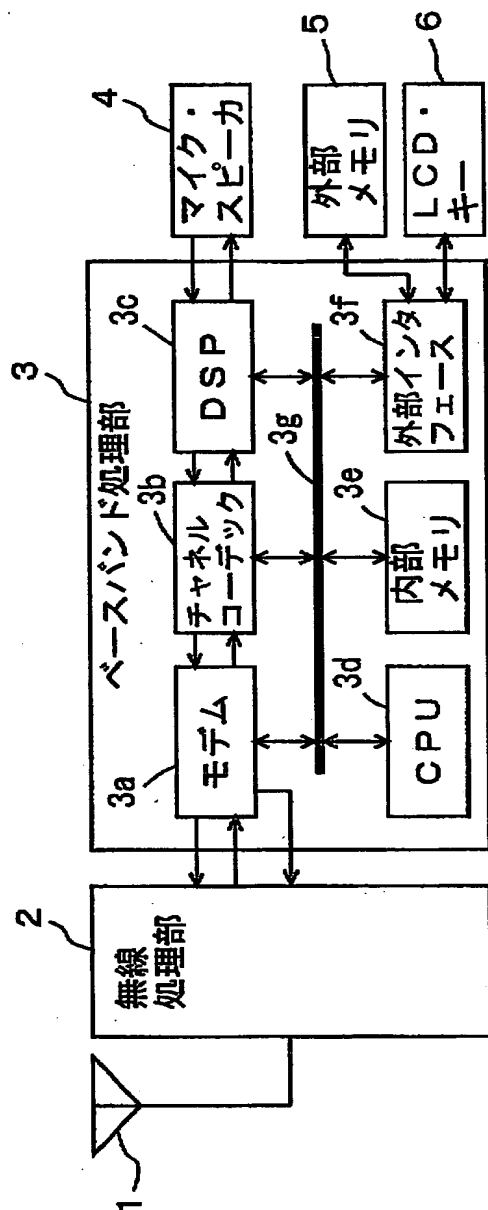 1
2
無線
処理部
3
ベースバンド処理部
3a
モデム
3b
チャネル
コーデック
3c
DSP
3d
CPU
3e
内部
メモリ
3f
外部インタ
フェース
3g
4
マイク・
スピーカ
5
外部
メモリ
6
LCD・
キー